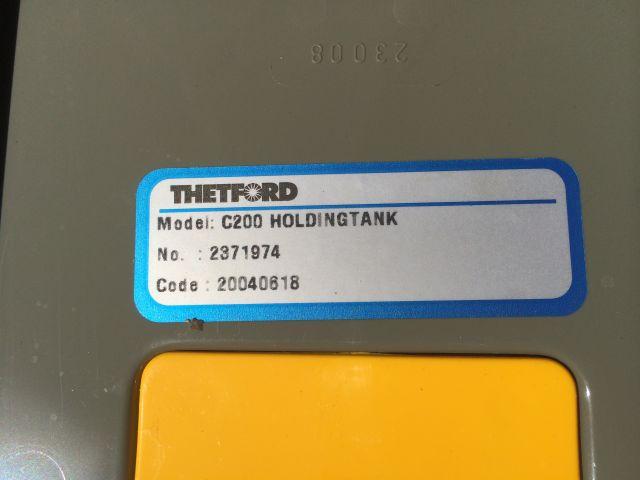 23008
THETFORD
Model: C200 HOLDINGTANK
No. : 2371974
Code : 20040618